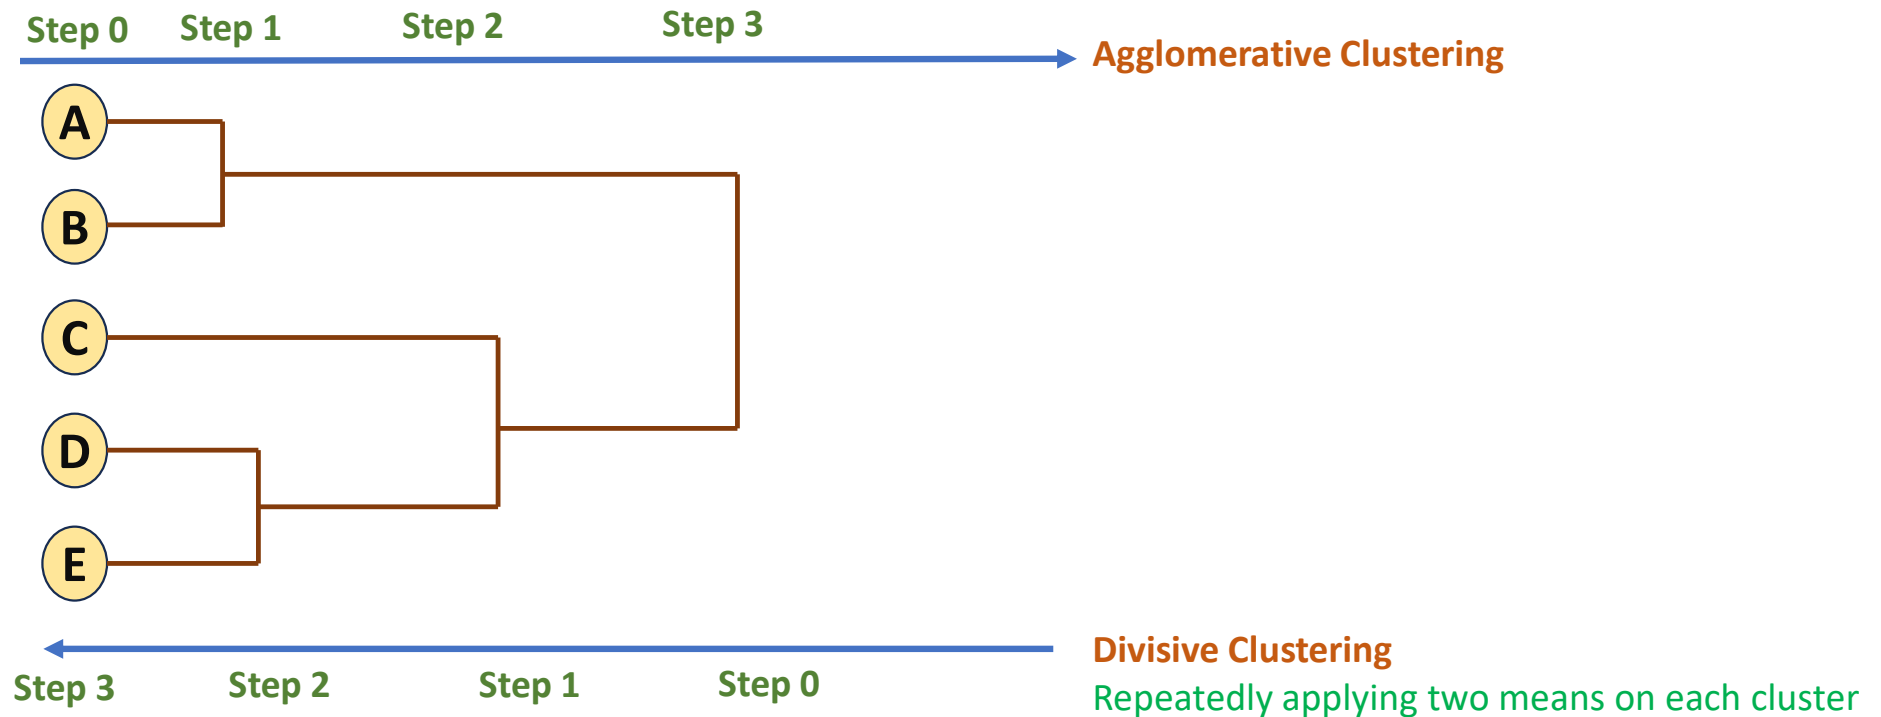 Step 0 Step 1 Step 2 Step 3
Agglomerative Clustering
A
B
C
D
E
Divisive Clustering
Step 3 Step 2 Step 1 Step 0
Repeatedly applying two means on each cluster